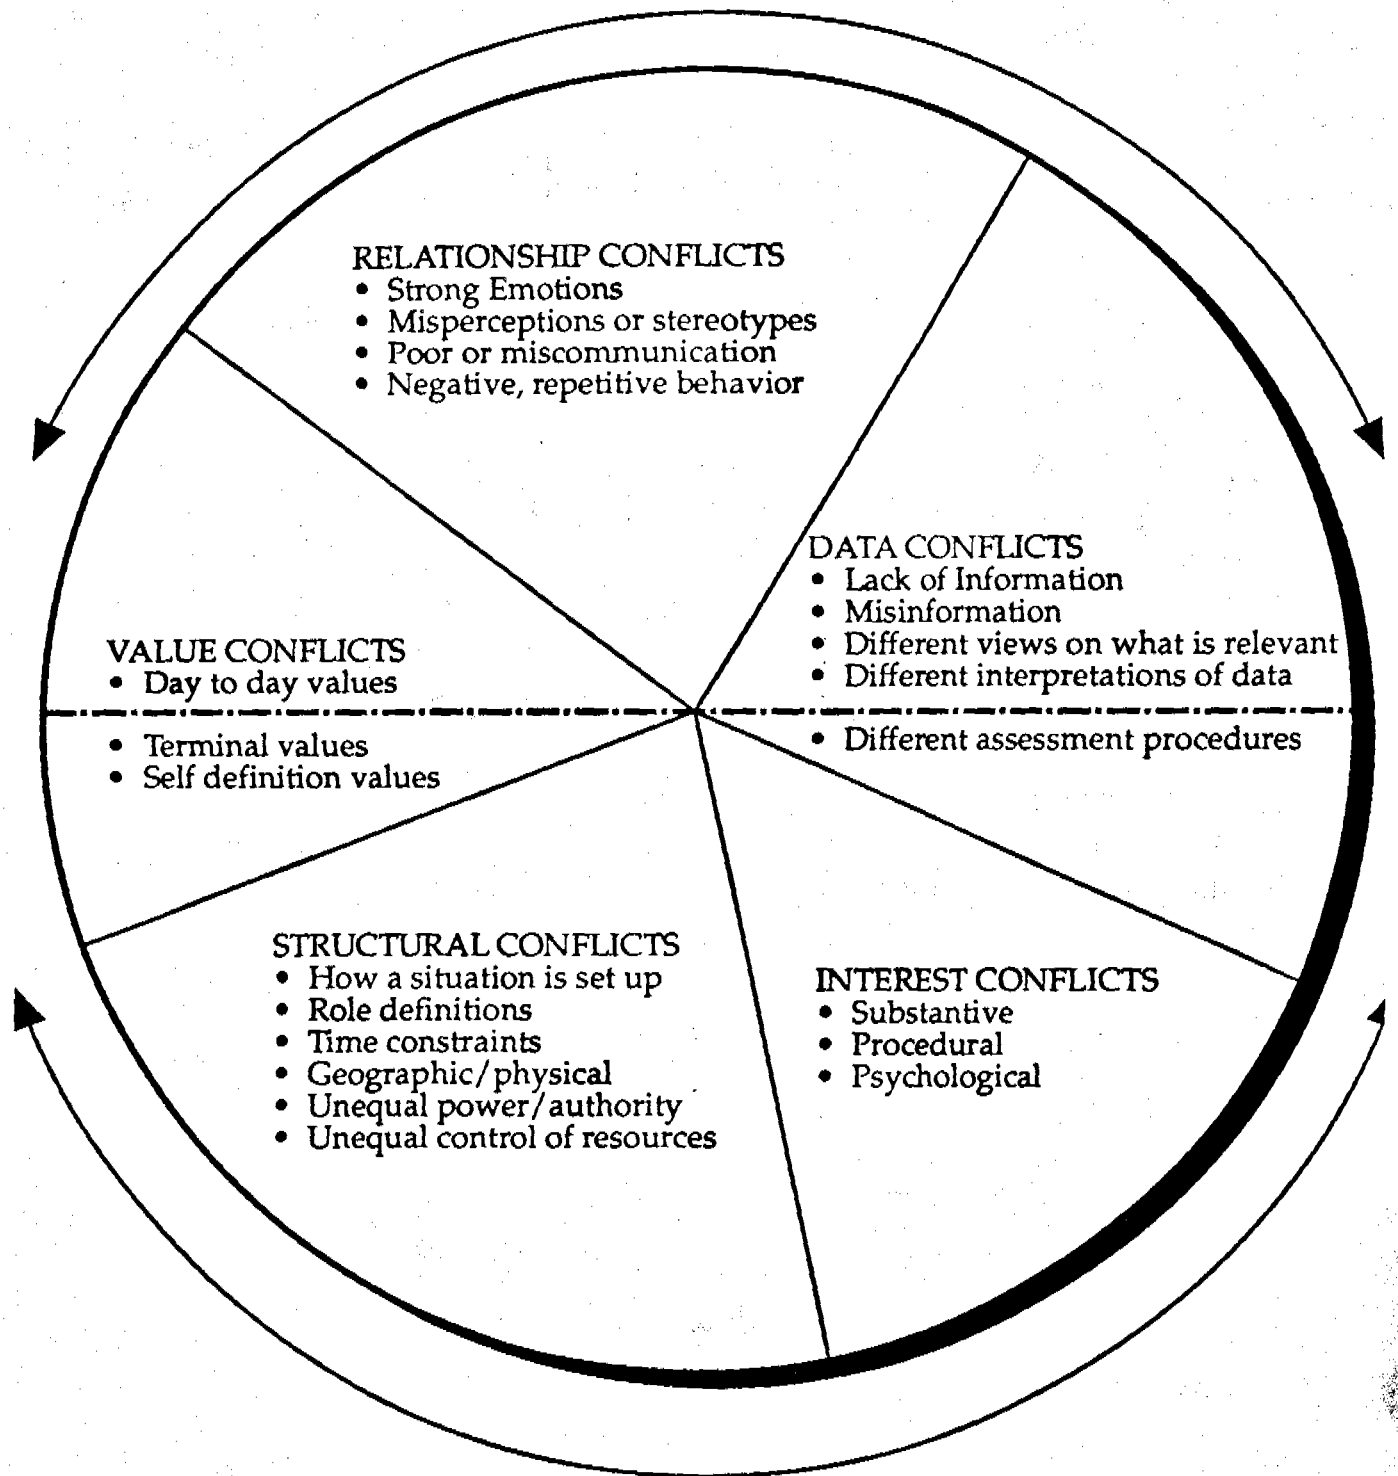 RELATIONSHIP CONFLICTS
• Strong Emotions
• Misperceptions or stereotypes
• Poor or miscommunication
• Negative, repetitive behavior
DATA CONFLICTS
• Lack of Information
• Misinformation
• Different views on what is relevant
• Different interpretations of data
• Different assessment procedures
VALUE CONFLICTS
• Day to day values
• Terminal values
• Self definition values
STRUCTURAL CONFLICTS
• How a situation is set up
• Role definitions
• Time constraints
• Geographic/physical
• Unequal power/authority
• Unequal control of resources
INTEREST CONFLICTS
• Substantive
• Procedural
• Psychological